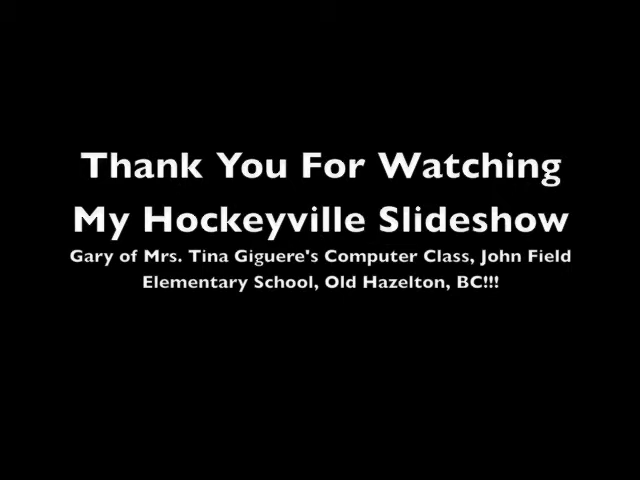 Thank You For Watching
My Hockeyville Slideshow
Gary of Mrs. Tina Giguere's Computer Class, John Field
Elementary School, Old Hazelton, BC!!!